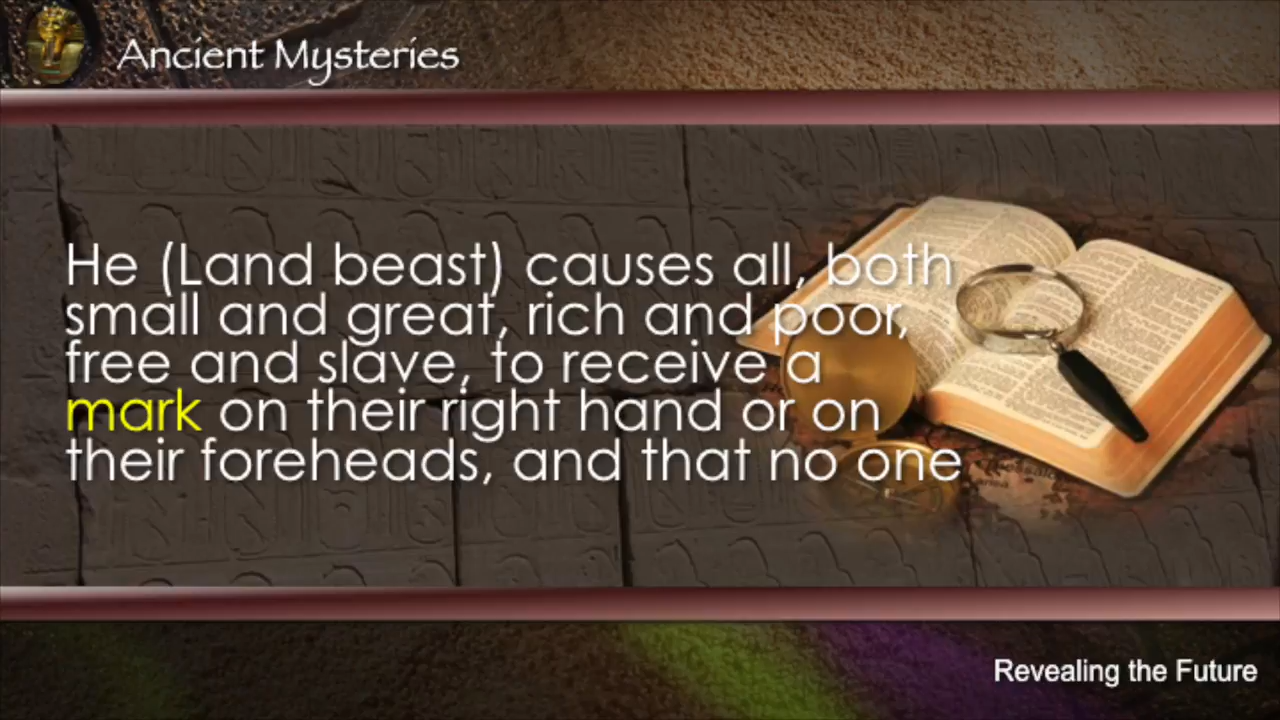 Ancient Mysteries
He (Land beast) causes all, both
small and great, rich and poor,
free and slave, to receive a
mark on their right hand or on
their foreheads, and that no one
Revealing the Future